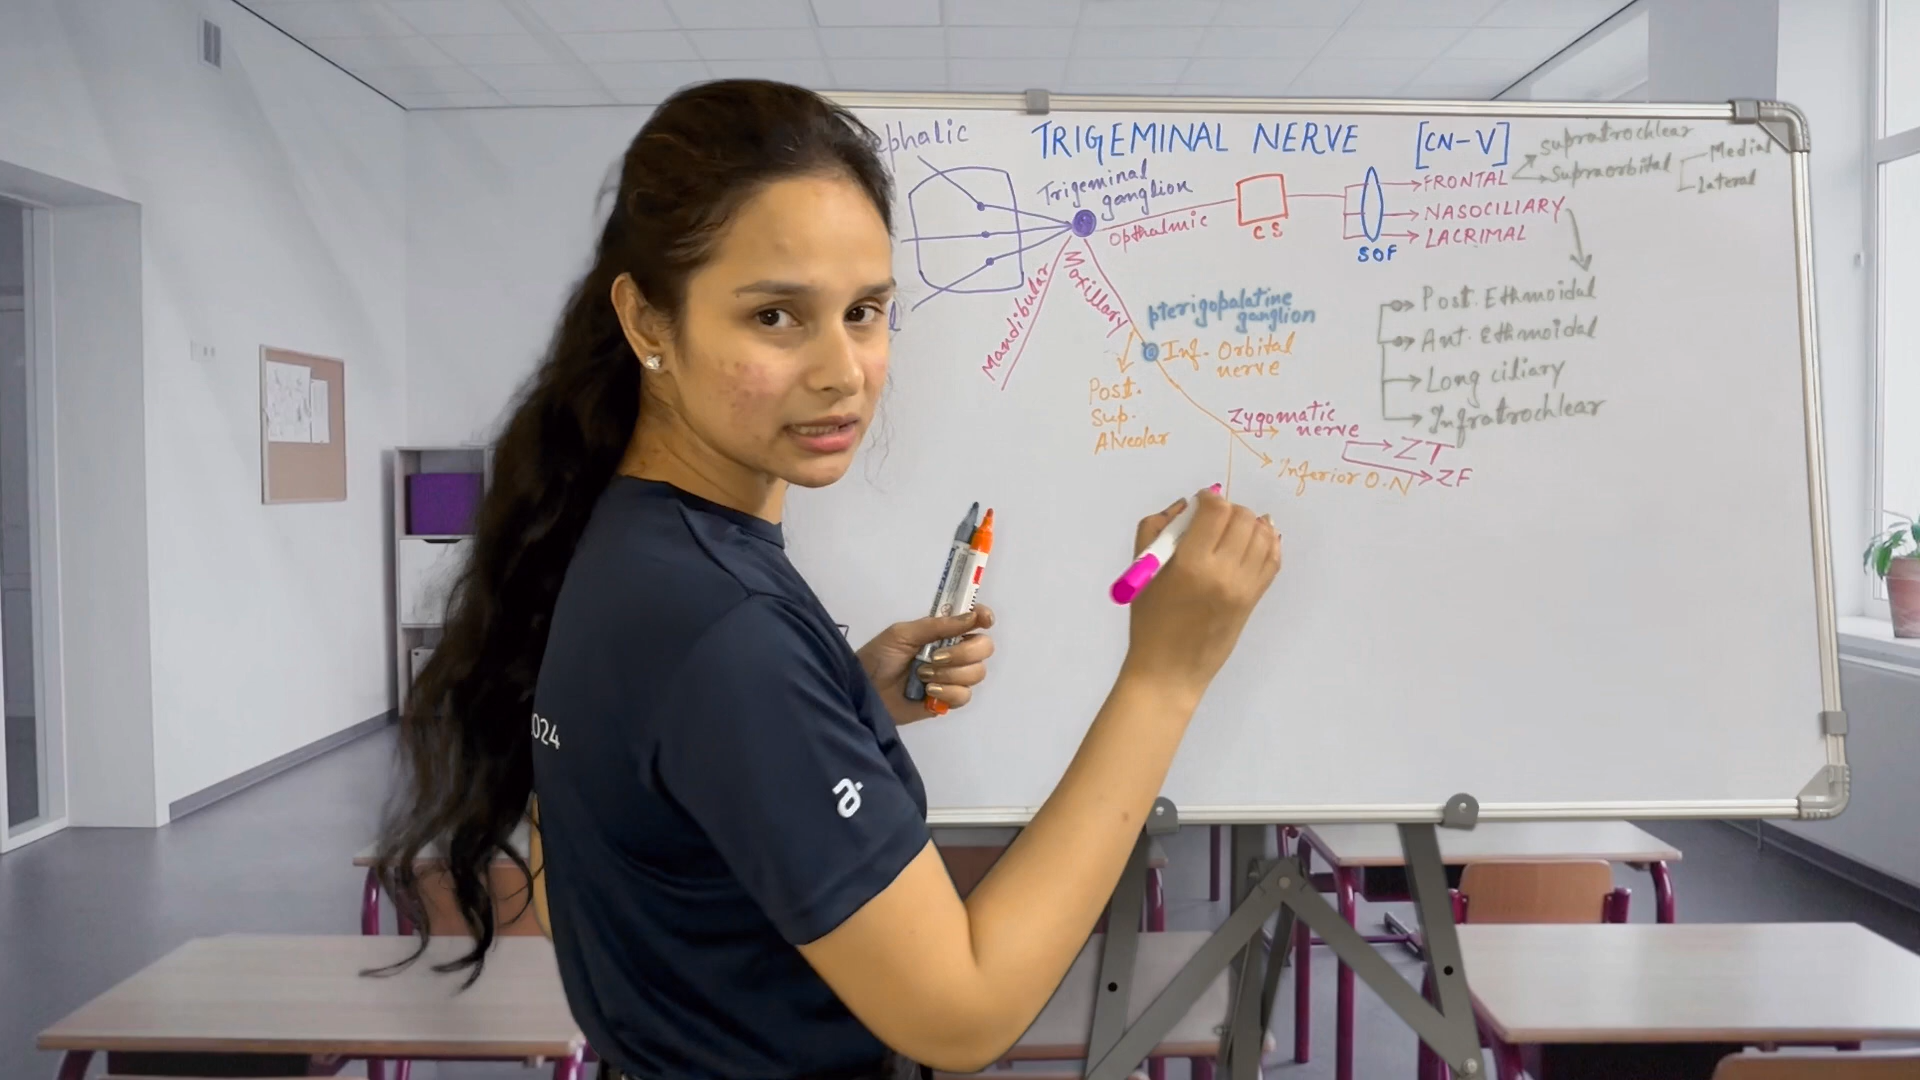 ephalic
TRIGEMINAL NERVE [CN-V]
Trigeminal
ganglion
Opthalmic
CS
SOF
FRONTAL
NASOCILIARY
LACRIMAL
supratrochlear
Supraorbital
Medial
Lateral
Mandibular
Maxillary
pterigopalatine
ganglion
Inf. Orbital
nerve
Post.
Sup.
Alveolar
Zygomatic
nerve
ZT
ZF
Inferior O.N
Post. Ethmoidal
Ant. Ethmoidal
Long ciliary
Infratrochlear
024